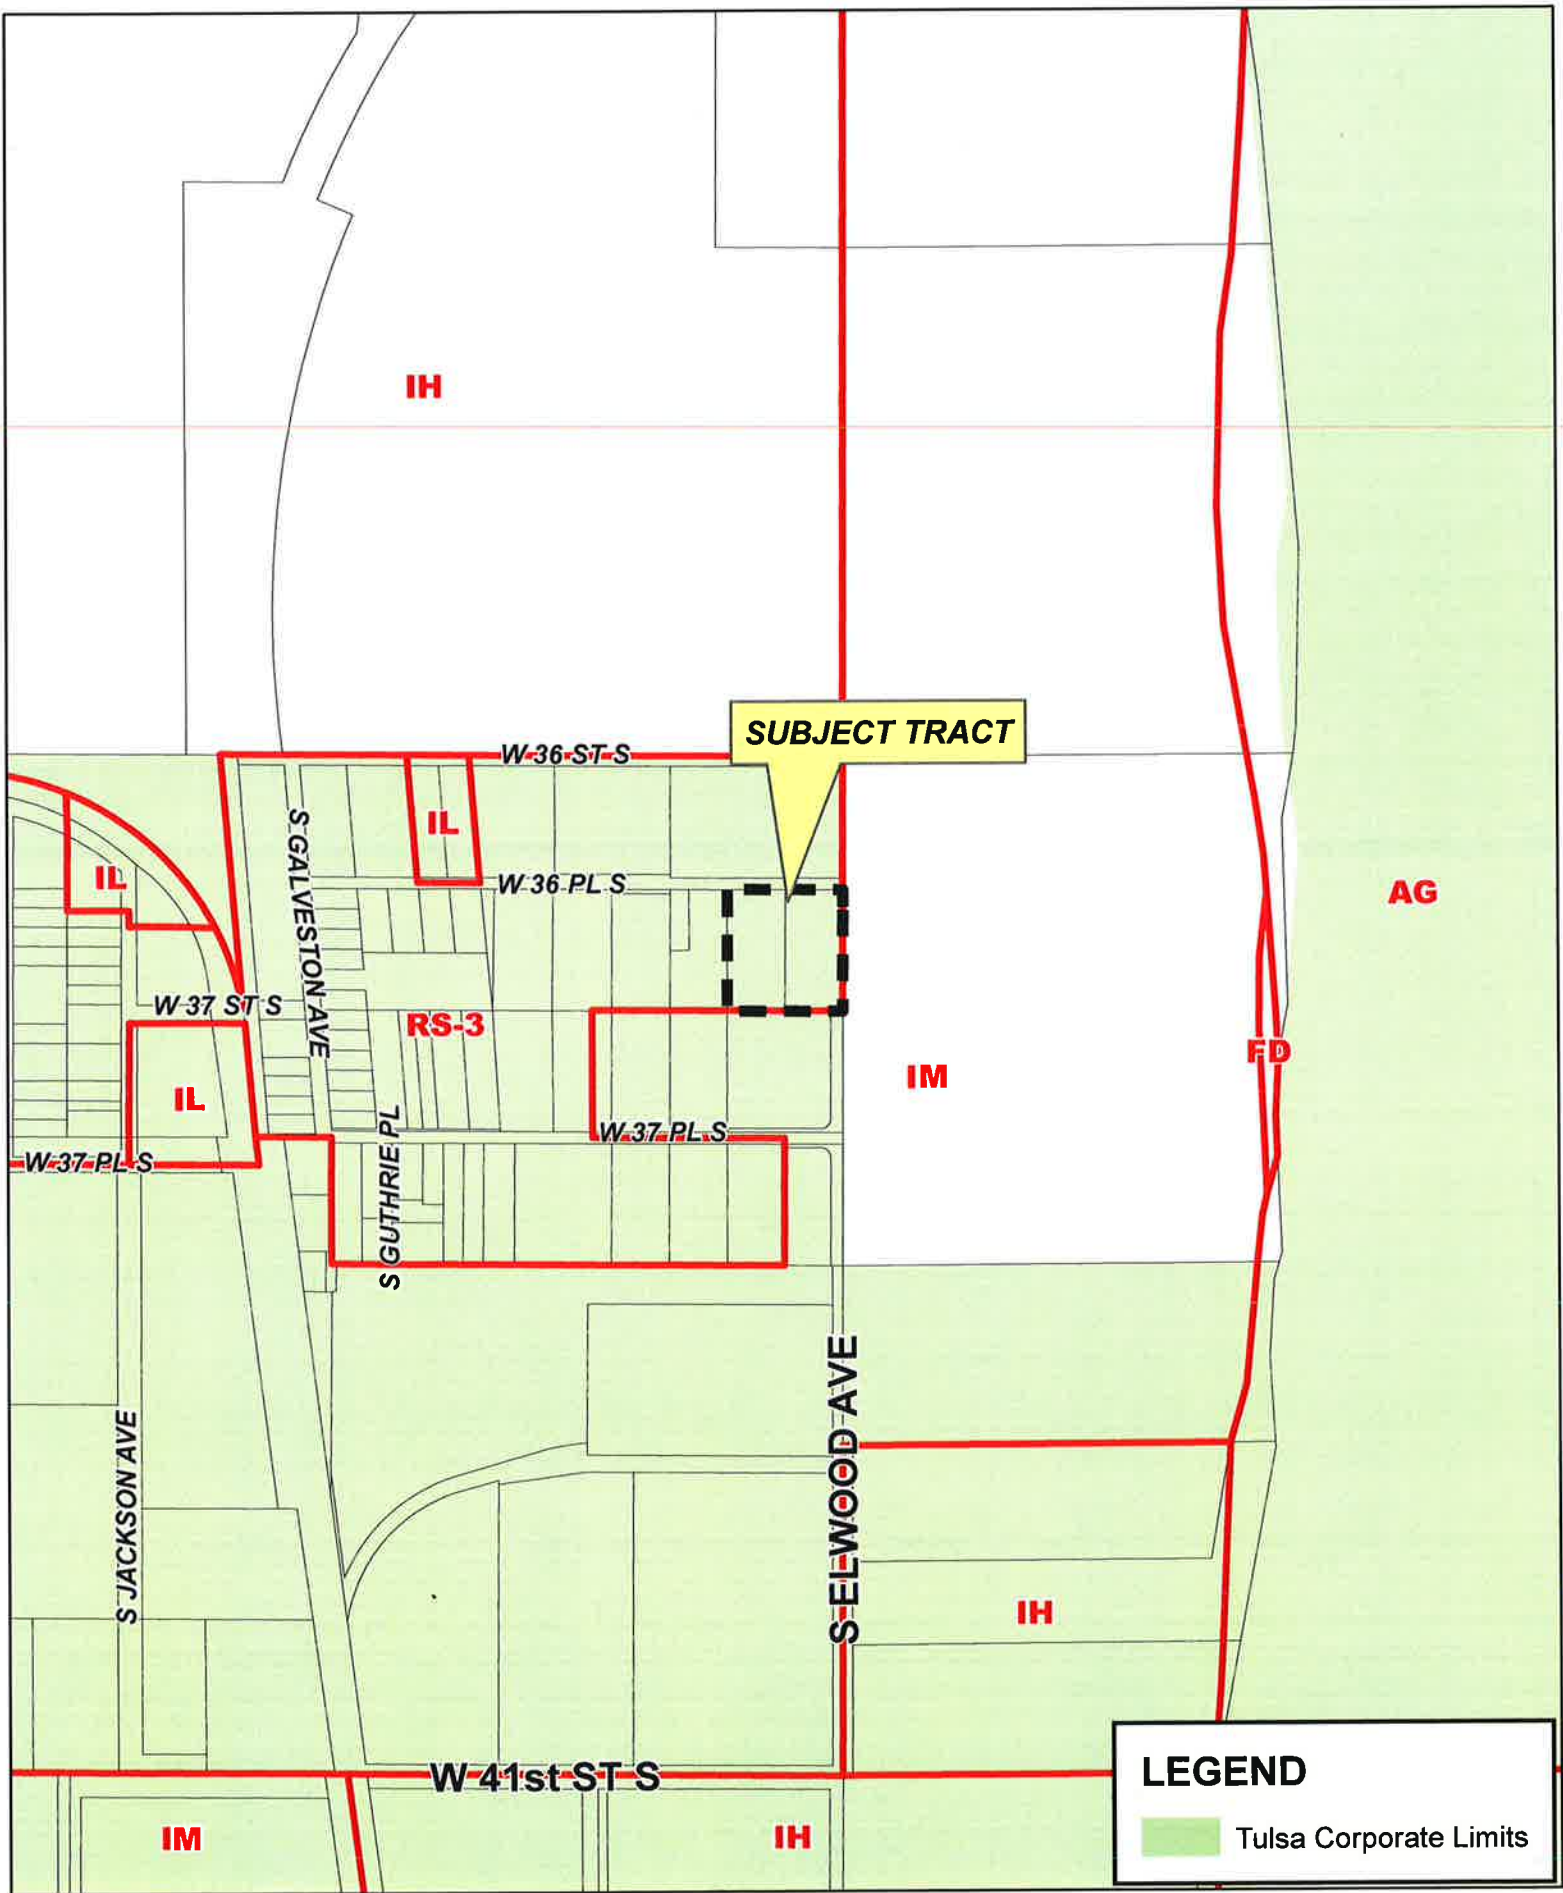 IH
SUBJECT TRACT
W 36 ST S
IL
S GALVESTON AVE
IL
W 36 PL S
AG
W 37 ST S
RS-3
FD
IM
IL
W 37 PL S
S GUTHRIE PL
W 37 PL S
S ELWOOD AVE
S JACKSON AVE
IH
W 41st ST S
LEGEND
IM
IH
Tulsa Corporate Limits